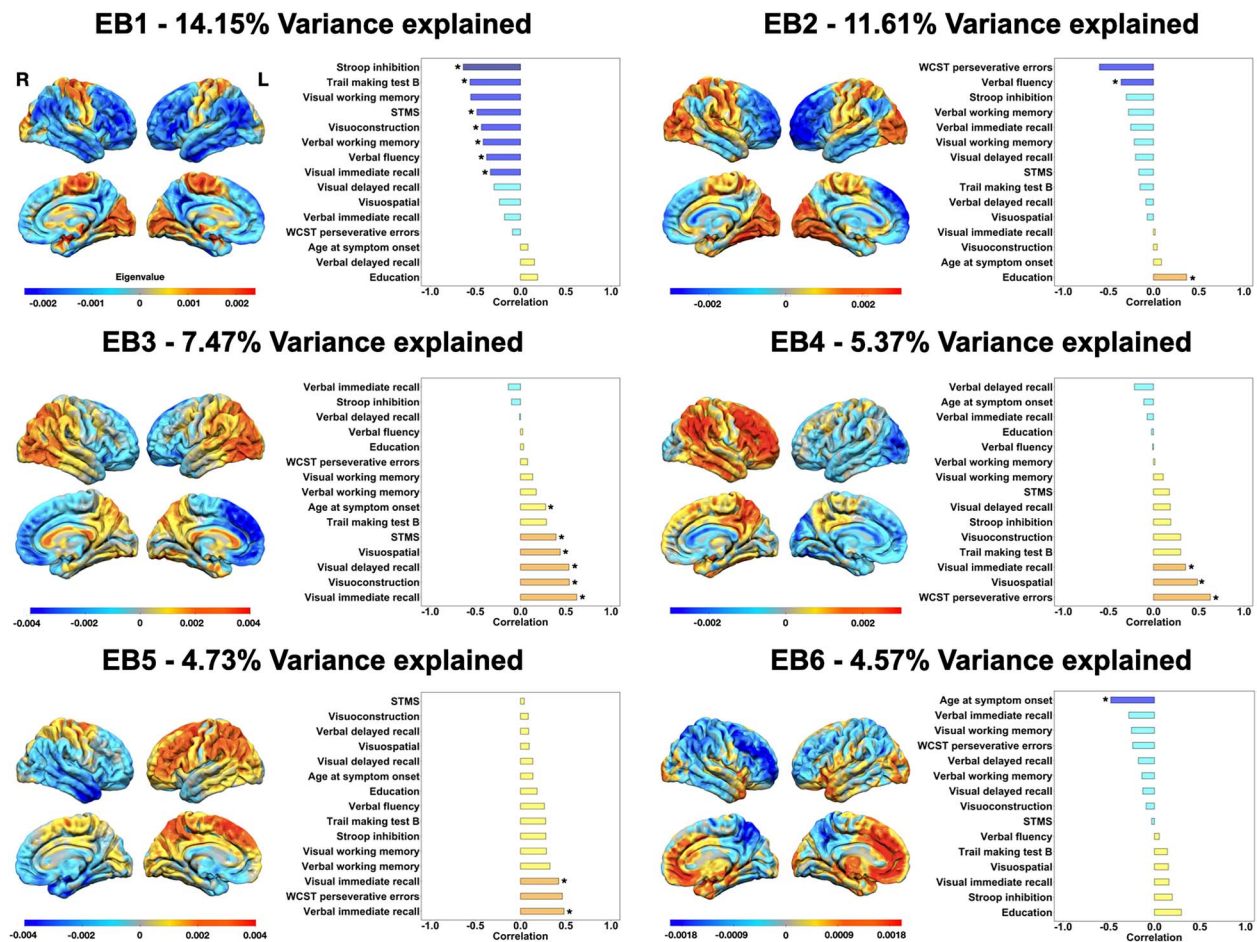 EB1 - 14.15% Variance explained
R
L
Stroop inhibition
*
Trail making test B
*
Visual working memory
STMS
*
Visuoconstruction
*
Verbal working memory
*
Verbal fluency
*
Visual immediate recall
*
Visual delayed recall
Visuospatial
Verbal immediate recall
WCST perseverative errors
Age at symptom onset
Verbal delayed recall
Education
Eigenvalue
-0.002 -0.001 0 0.001 0.002
-1.0 -0.5 0.0 0.5 1.0
Correlation
EB2 - 11.61% Variance explained
WCST perseverative errors
Verbal fluency
*
Stroop inhibition
Verbal working memory
Verbal immediate recall
Visual working memory
Visual delayed recall
STMS
Trail making test B
Verbal delayed recall
Visuospatial
Visual immediate recall
Visuoconstruction
Age at symptom onset
Education
*
-0.002 0 0.002
-1.0 -0.5 0.0 0.5 1.0
Correlation
EB3 - 7.47% Variance explained
Verbal immediate recall
Stroop inhibition
Verbal delayed recall
Verbal fluency
Education
WCST perseverative errors
Visual working memory
Verbal working memory
Age at symptom onset
*
Trail making test B
STMS
*
Visuospatial
*
Visual delayed recall
*
Visuoconstruction
*
Visual immediate recall
*
-0.004 -0.002 0 0.002 0.004
-1.0 -0.5 0.0 0.5 1.0
Correlation
EB4 - 5.37% Variance explained
Verbal delayed recall
Age at symptom onset
Verbal immediate recall
Education
Verbal fluency
Verbal working memory
Visual working memory
STMS
Visual delayed recall
Stroop inhibition
Visuoconstruction
Trail making test B
Visual immediate recall
*
Visuospatial
*
WCST perseverative errors
*
-0.002 0 0.002
-1.0 -0.5 0.0 0.5 1.0
Correlation
EB5 - 4.73% Variance explained
STMS
Visuoconstruction
Verbal delayed recall
Visuospatial
Visual delayed recall
Age at symptom onset
Education
Verbal fluency
Trail making test B
Stroop inhibition
Visual working memory
Verbal working memory
Visual immediate recall
*
WCST perseverative errors
Verbal immediate recall
*
-0.004 -0.002 0 0.002 0.004
-1.0 -0.5 0.0 0.5 1.0
Correlation
EB6 - 4.57% Variance explained
Age at symptom onset
*
Verbal immediate recall
Visual working memory
WCST perseverative errors
Verbal delayed recall
Verbal working memory
Visual delayed recall
Visuoconstruction
STMS
Verbal fluency
Trail making test B
Visuospatial
Visual immediate recall
Stroop inhibition
Education
-0.0018 -0.0009 0 0.0009 0.0018
-1.0 -0.5 0.0 0.5 1.0
Correlation